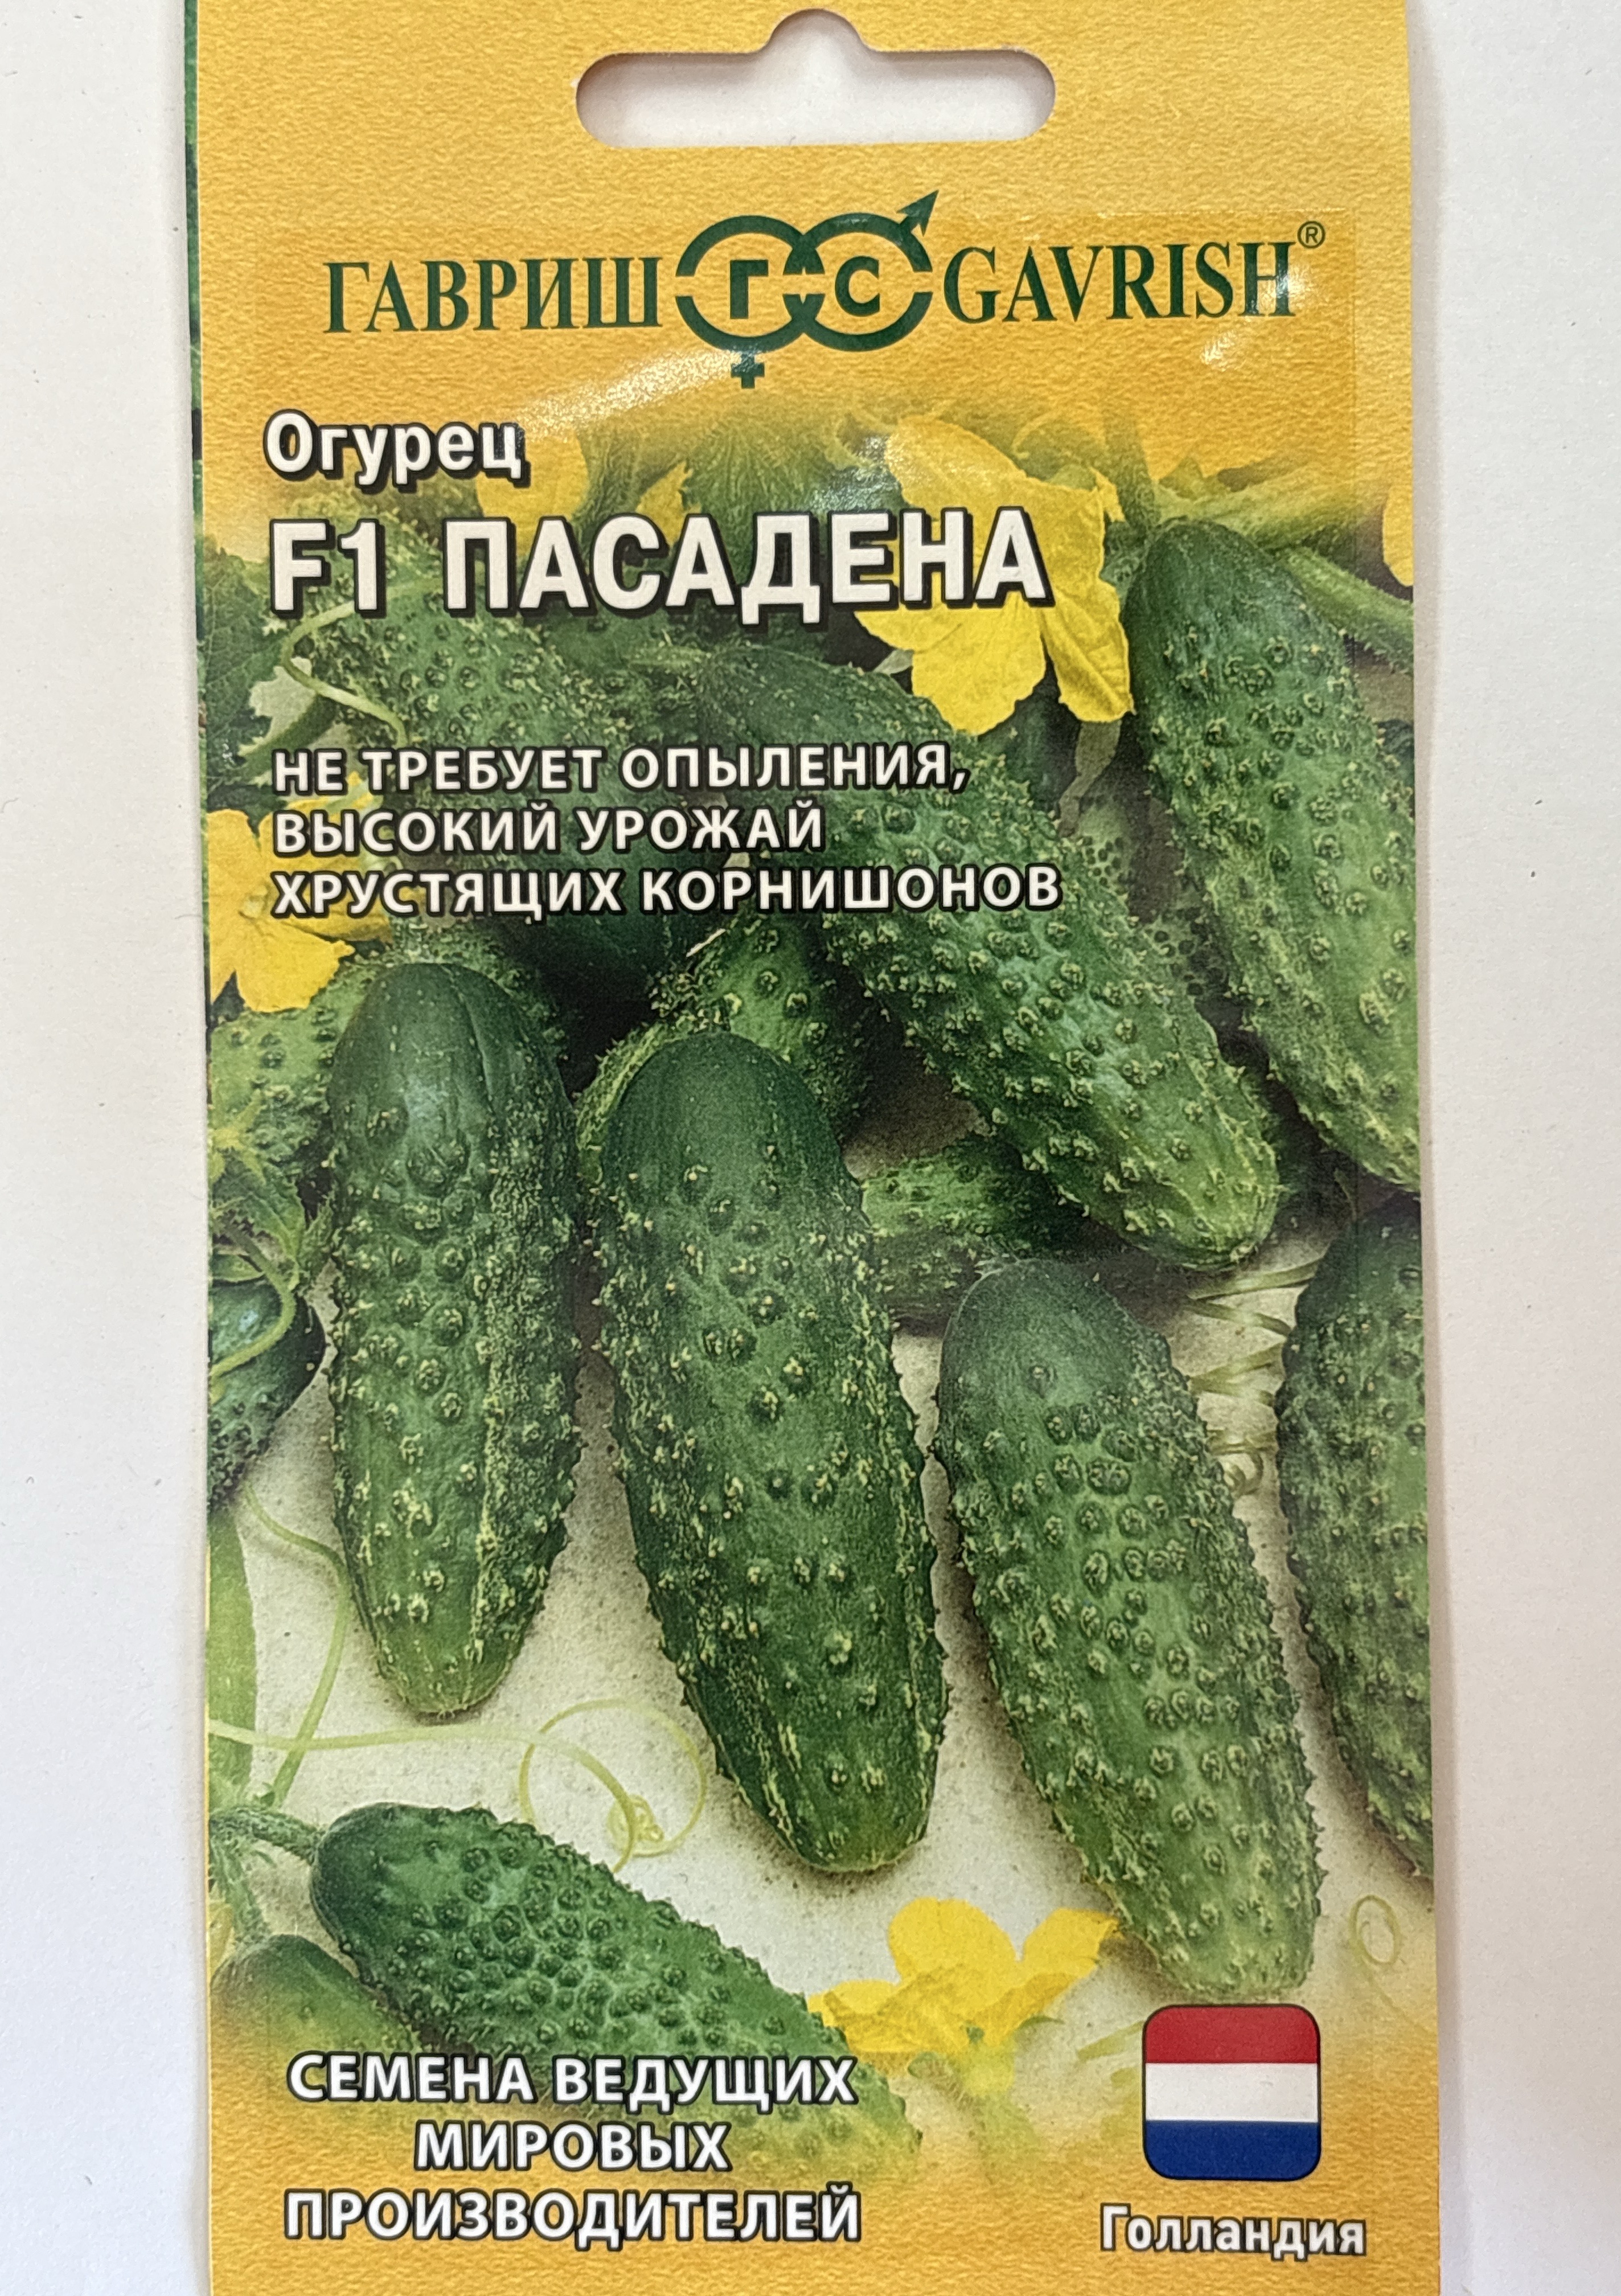 ГАВРИШ ГС GAVRISH®
Огурец
F1 ПАСАДЕНА
НЕ ТРЕБУЕТ ОПЫЛЕНИЯ,
ВЫСОКИЙ УРОЖАЙ
ХРУСТЯЩИХ КОРНИШОНОВ
СЕМЕНА ВЕДУЩИХ
МИРОВЫХ
ПРОИЗВОДИТЕЛЕЙ
Голландия